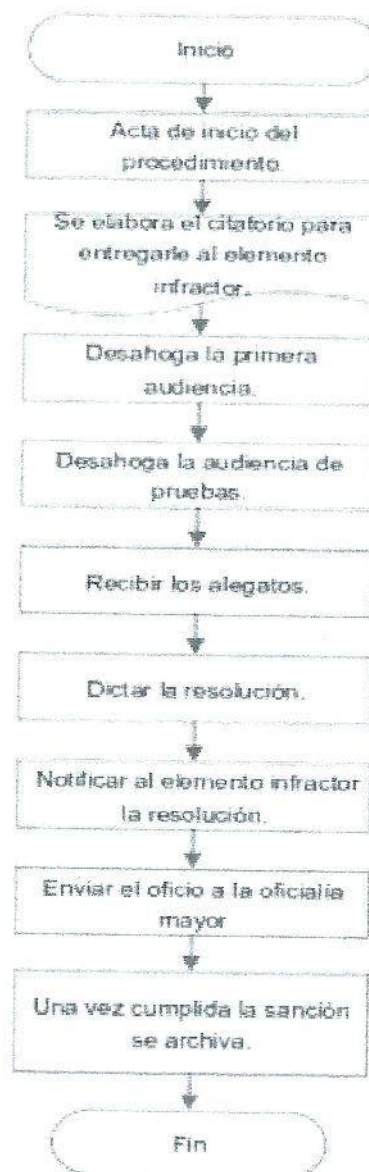 Inicio
Acta de inicio del
procedimiento.
Se elabora el citatorio para
entregarle al elemento
infractor.
Desahoga la primera
audiencia.
Desahoga la audiencia de
pruebas.
Recibir los alegatos.
Dictar la resolución.
Notificar al elemento infractor
la resolución.
Enviar el oficio a la oficialía
mayor
Una vez cumplida la sanción
se archiva.
Fin